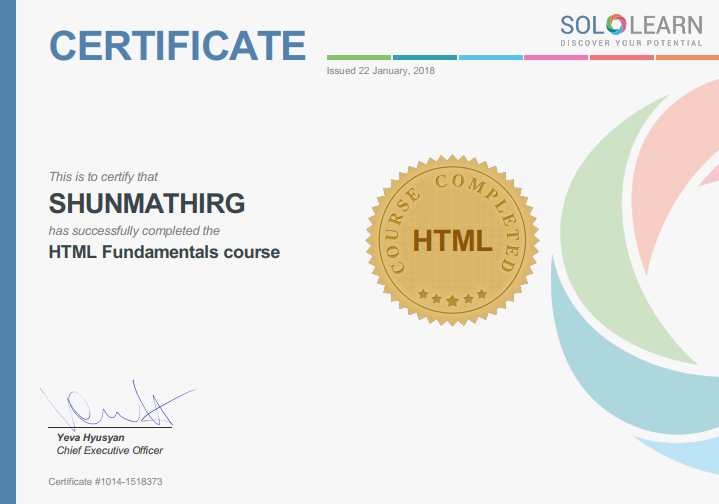 CERTIFICATE
SOLOLEARN
DISCOVER YOUR POTENTIAL
Issued 22 January, 2018
This is to certify that
SHUNMATHIRG
has successfully completed the
HTML Fundamentals course
COURSE COMPLETED
HTML
Yeva Hyusyan
Chief Executive Officer
Certificate #1014-1518373